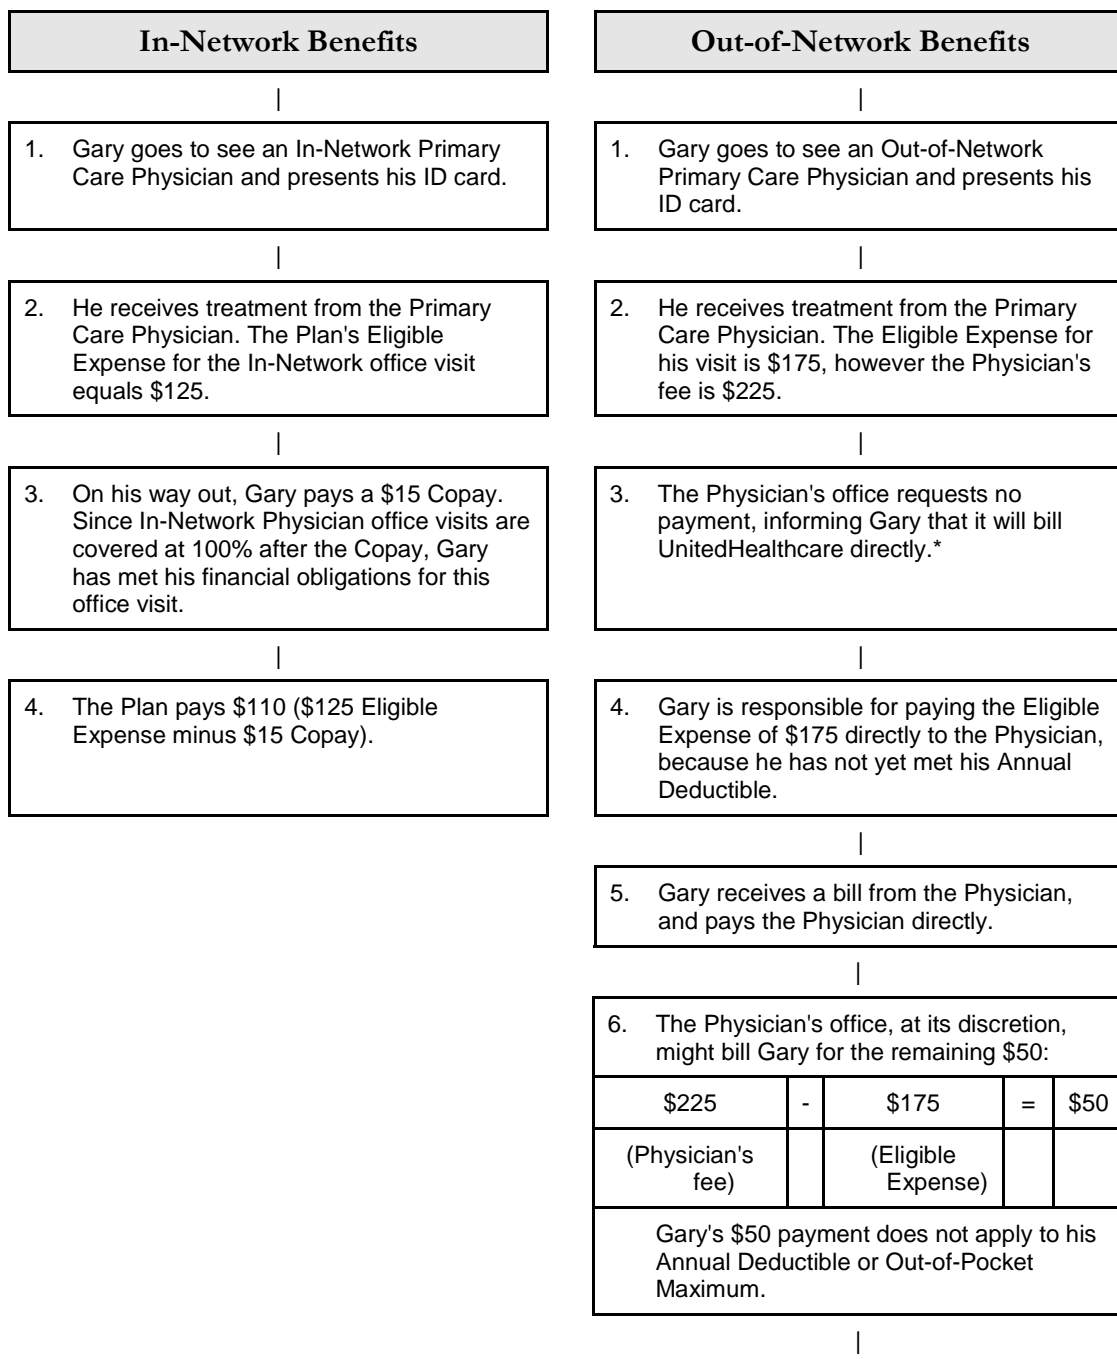 In-Network Benefits
|
1. Gary goes to see an In-Network Primary
Care Physician and presents his ID card.
|
2. He receives treatment from the Primary
Care Physician. The Plan's Eligible
Expense for the In-Network office visit
equals $125.
|
3. On his way out, Gary pays a $15 Copay.
Since In-Network Physician office visits are
covered at 100% after the Copay, Gary
has met his financial obligations for this
office visit.
|
4. The Plan pays $110 ($125 Eligible
Expense minus $15 Copay).
Out-of-Network Benefits
|
1. Gary goes to see an Out-of-Network
Primary Care Physician and presents his
ID card.
|
2. He receives treatment from the Primary
Care Physician. The Eligible Expense for
his visit is $175, however the Physician's
fee is $225.
|
3. The Physician's office requests no
payment, informing Gary that it will bill
UnitedHealthcare directly.*
|
4. Gary is responsible for paying the Eligible
Expense of $175 directly to the Physician,
because he has not yet met his Annual
Deductible.
|
5. Gary receives a bill from the Physician,
and pays the Physician directly.
|
6. The Physician's office, at its discretion,
might bill Gary for the remaining $50:
$225 - $175 = $50
(Physician's (Eligible
fee) Expense)
Gary's $50 payment does not apply to his
Annual Deductible or Out-of-Pocket
Maximum.
|